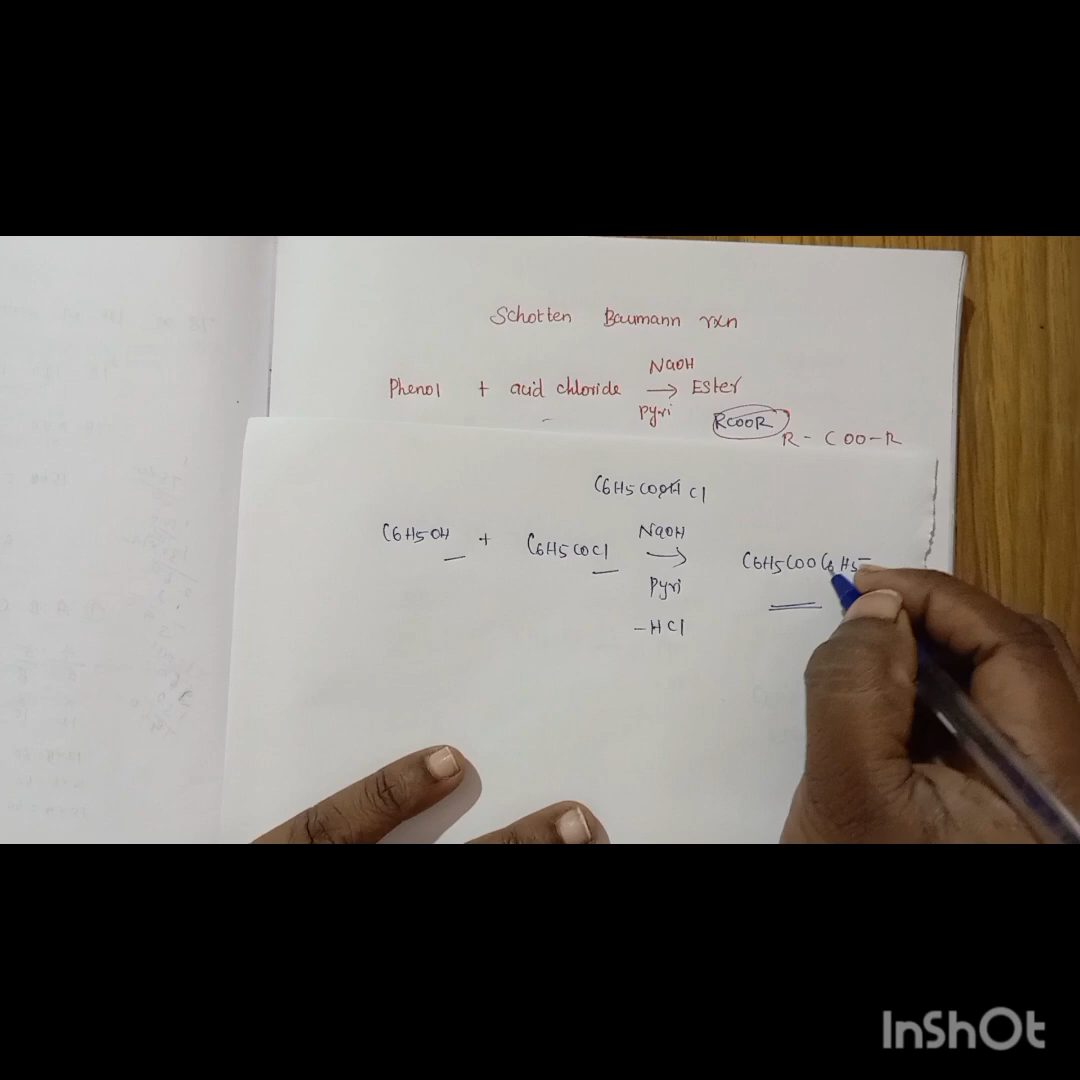 Schotten Baumann rxn
NaOH
Phenol + acid chloride → Ester
Pyri
RCOOR
R - COO-R
C6H5COOH Cl
NaOH
C6H5OH + C6H5COCl → C6H5COOC6H5
Pyri
-HCl
InShOt